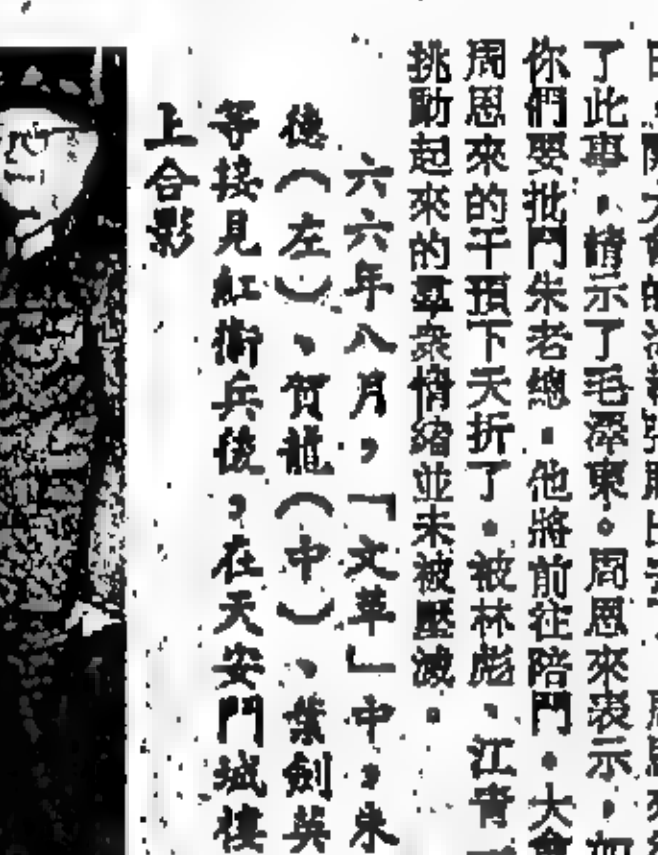 了此事,請示了毛澤東。周恩來表示,如
你們要批鬥朱老總,他將前往陪鬥。大會
周恩來的干預下夭折了。被林彪、江青一
挑動起來的羣衆情緒並未被壓滅。
六六年八月,「文革」中,朱
德(左)、賀龍(中)、葉劍英
等接見紅衛兵後,在天安門城樓
上合影